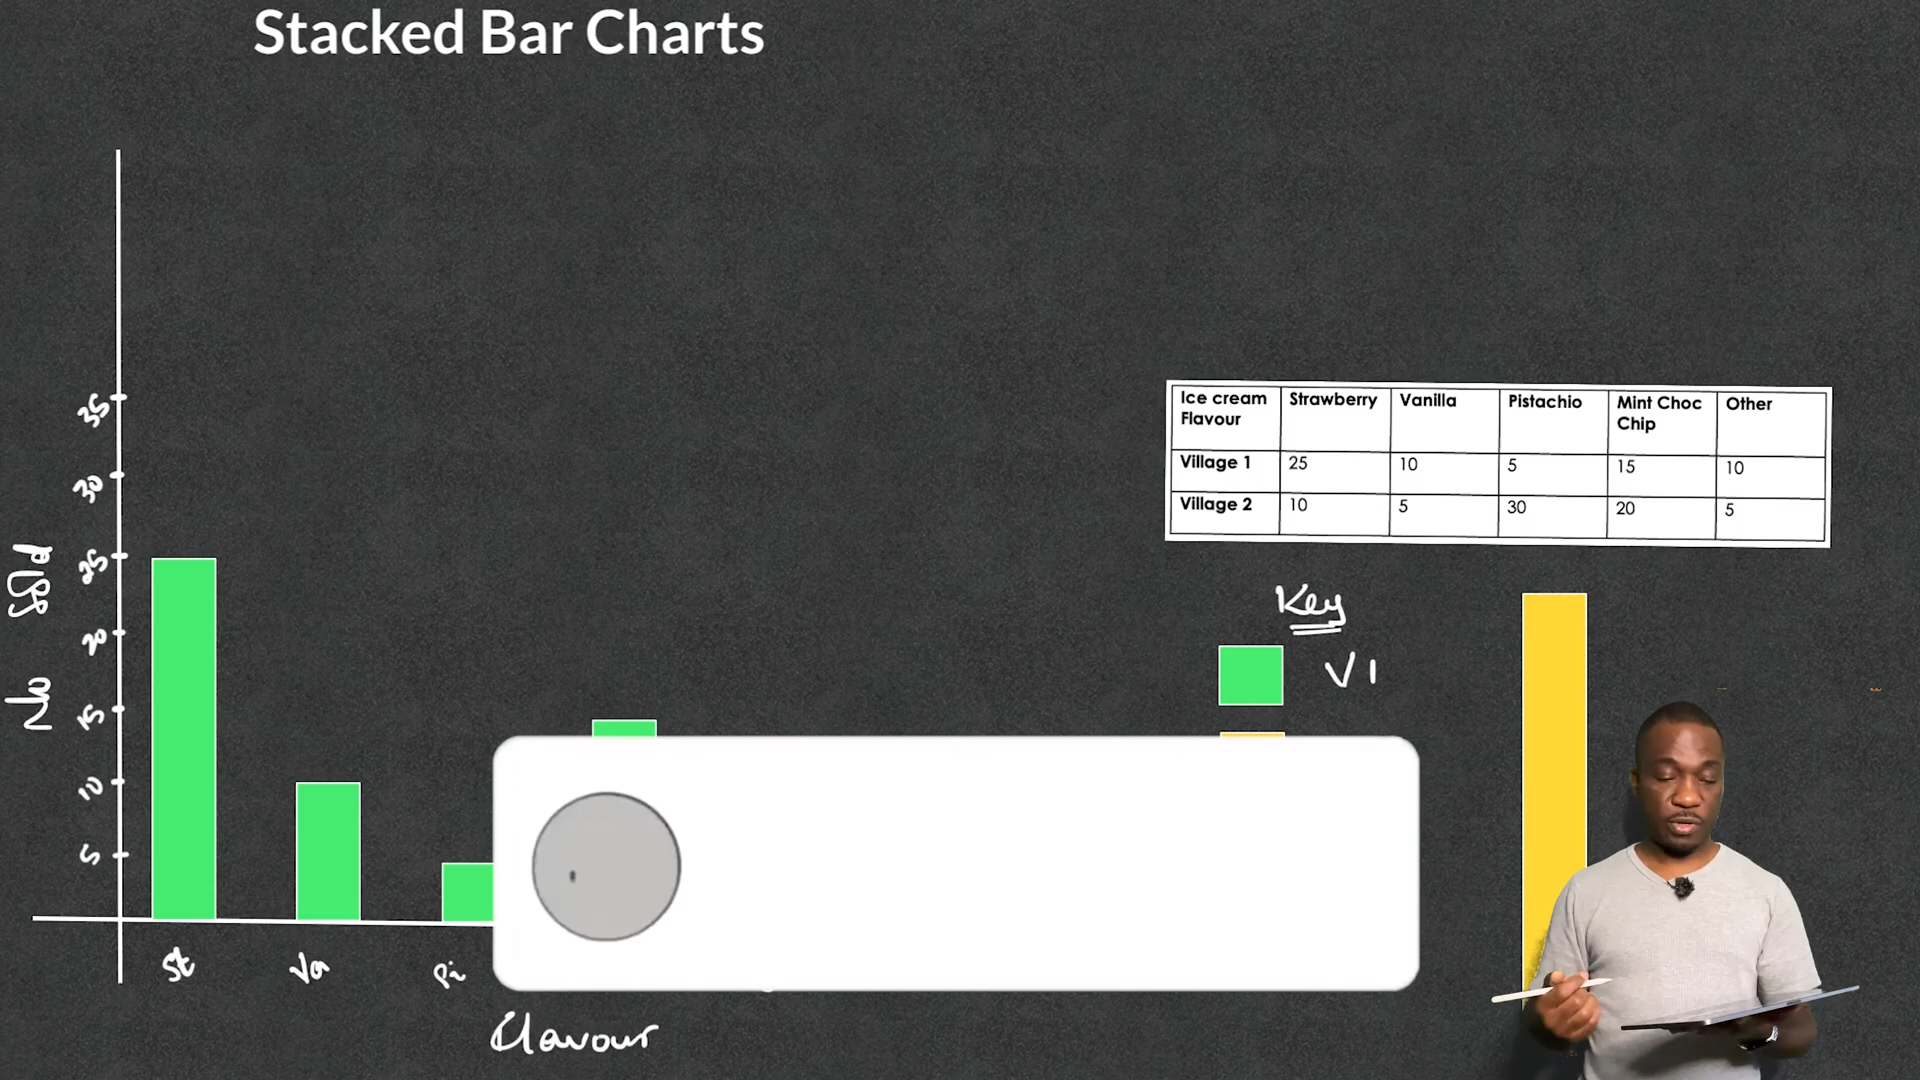 Stacked Bar Charts
35
30
25
20
15
10
5
No Sold
St Va Pi
Flavour
Ice cream Flavour Strawberry Vanilla Pistachio Mint Choc Chip Other
Village 1 25 10 5 15 10
Village 2 10 5 30 20 5
Key
V1